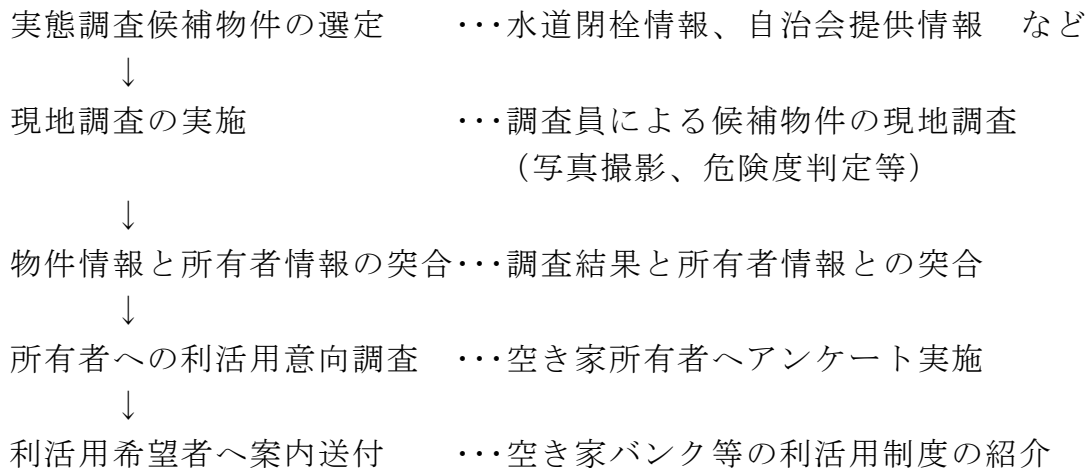 実態調査候補物件の選定　　･･･水道閉栓情報、自治会提供情報　など
↓
現地調査の実施　　　　　　･･･調査員による候補物件の現地調査
（写真撮影、危険度判定等）
↓
物件情報と所有者情報の突合･･･調査結果と所有者情報との突合
↓
所有者への利活用意向調査　･･･空き家所有者へアンケート実施
↓
利活用希望者へ案内送付　　･･･空き家バンク等の利活用制度の紹介